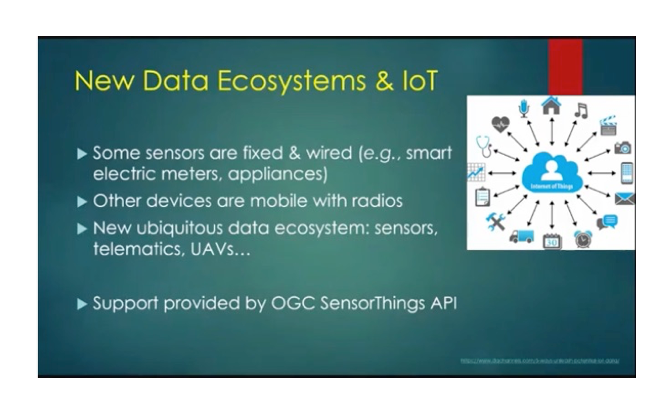 New Data Ecosystems & IoT
Some sensors are fixed & wired (e.g., smart
electric meters, appliances)
Other devices are mobile with radios
New ubiquitous data ecosystem: sensors,
telematics, UAVs...
Support provided by OGC SensorThings API
Internet of Things
30